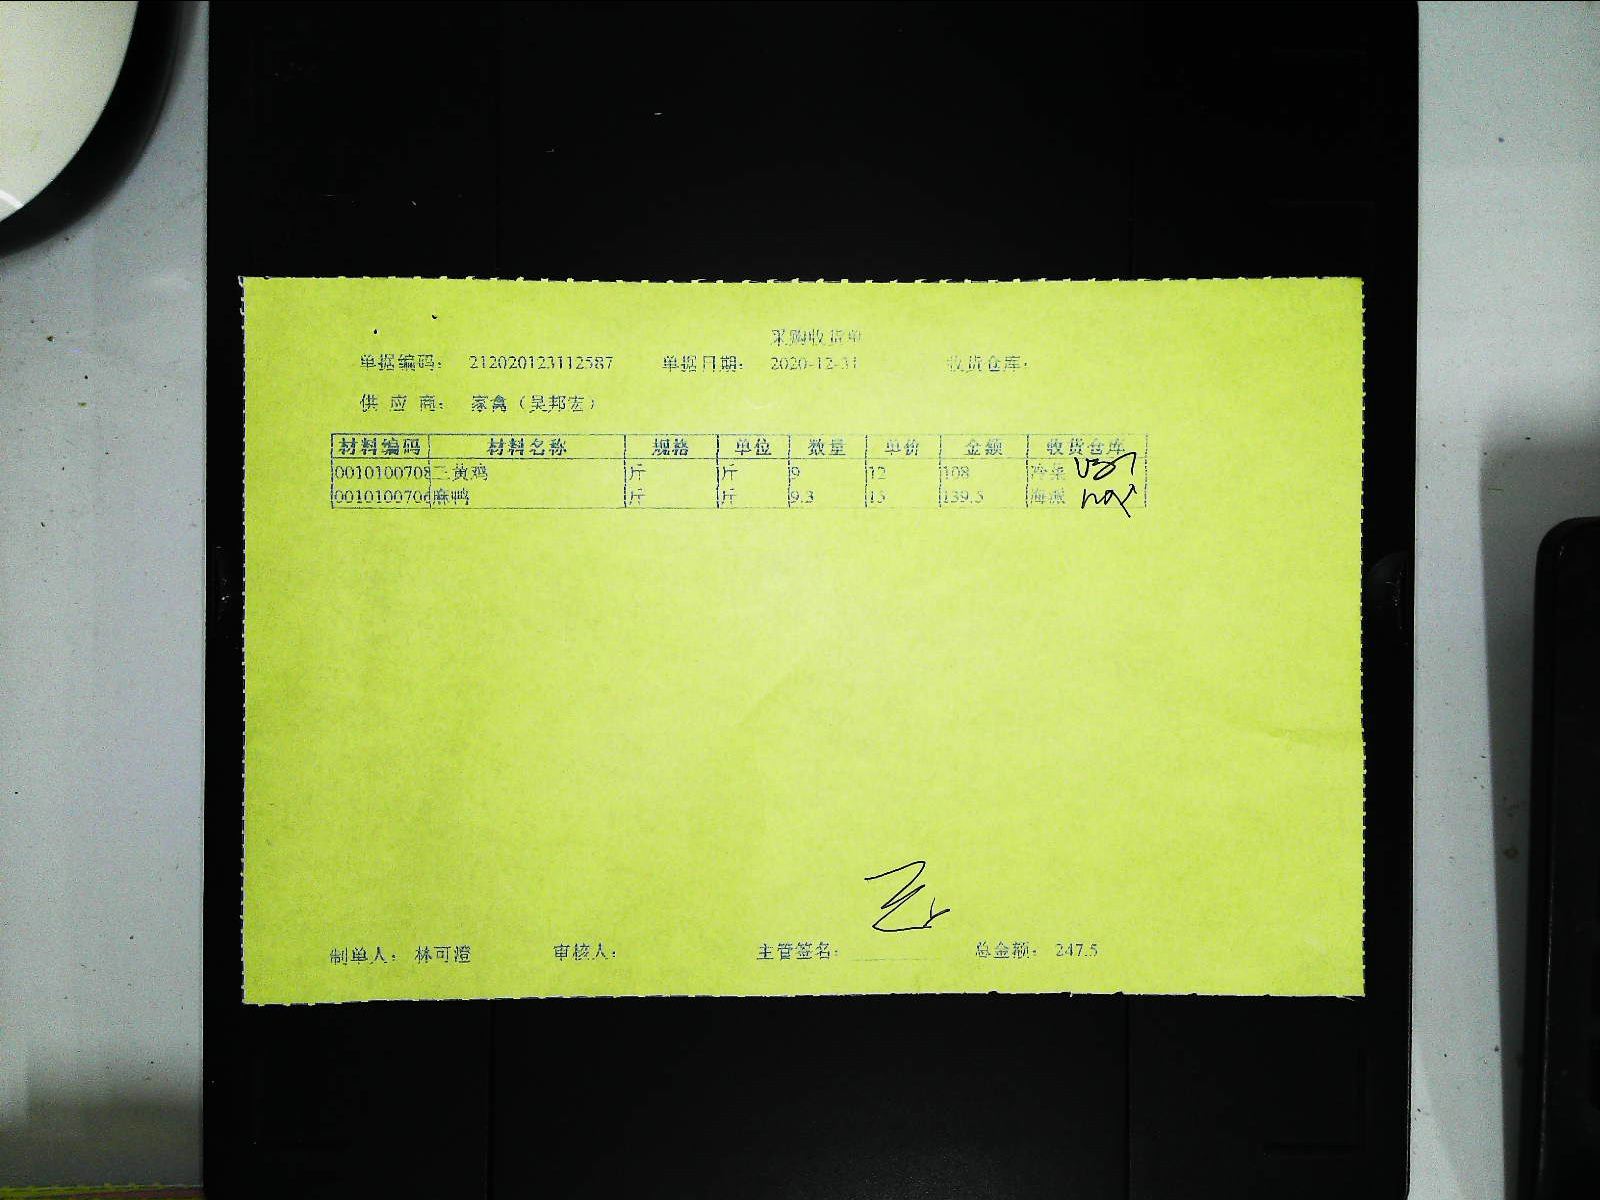 采购收货单
单据编码: 212020123112587 单据日期: 2020-12-31 收货仓库:
供应商: 家禽（吴邦宏）
材料编码 材料名称 规格 单位 数量 单价 金额 收货仓库
0010100708 三黄鸡 斤 斤 9 12 108 冷菜
001010070 麻鸭 斤 斤 9.3 15 139.5 海派
制单人: 林可澄 审核人: 主管签名: 总金额: 247.5